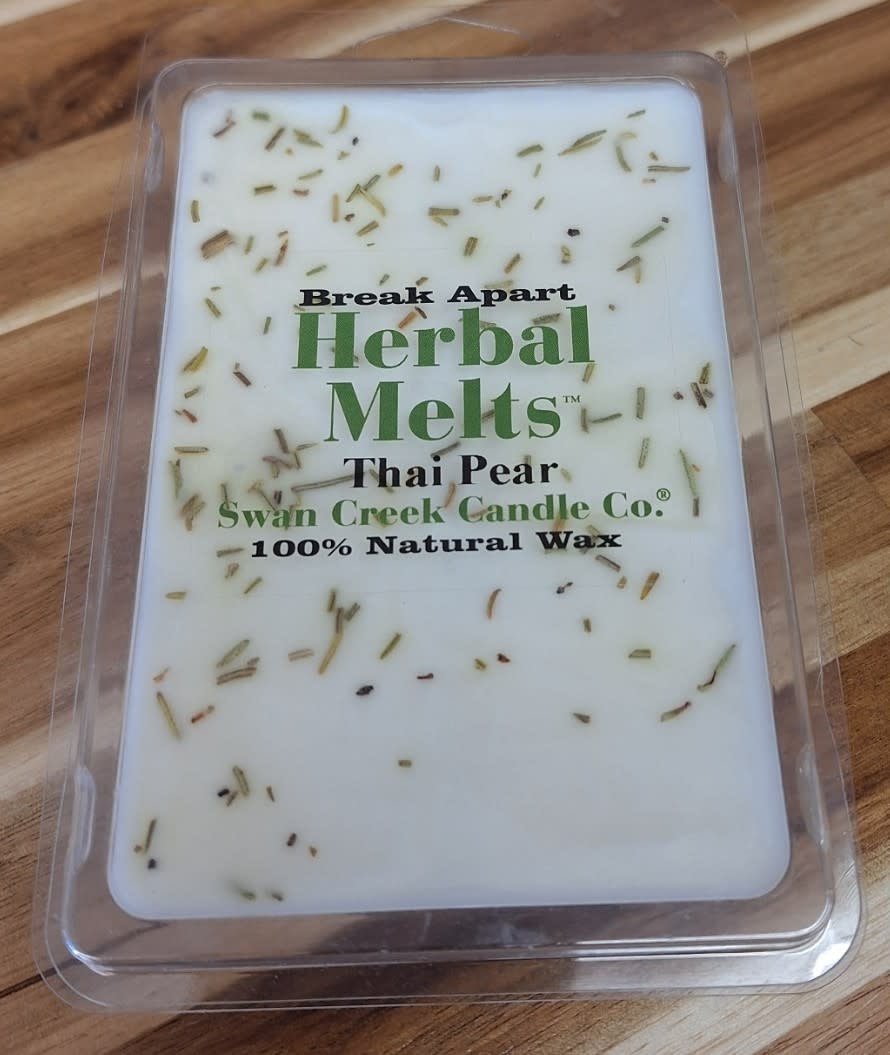 Break Apart
Herbal
Melts™
Thai Pear
Swan Creek Candle Co.®
100% Natural Wax